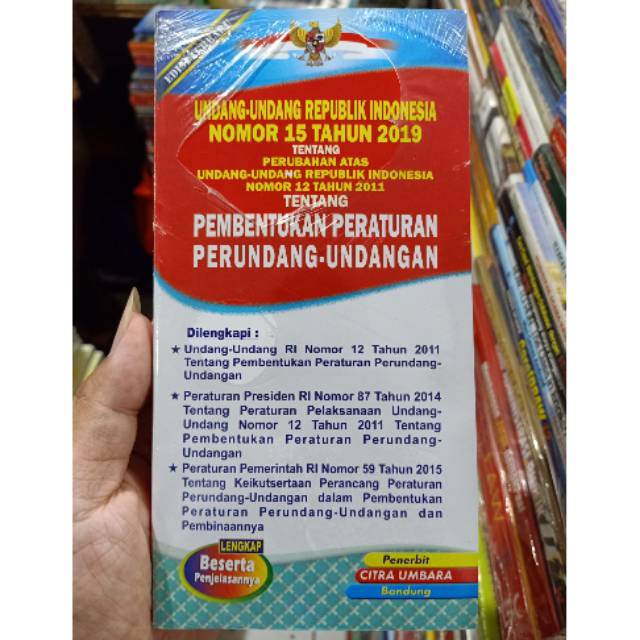 UNDANG-UNDANG REPUBLIK INDONESIA
NOMOR 15 TAHUN 2019
TENTANG
PERUBAHAN ATAS
UNDANG-UNDANG REPUBLIK INDONESIA
NOMOR 12 TAHUN 2011
TENTANG
PEMBENTUKAN PERATURAN
PERUNDANG-UNDANGAN
Dilengkapi :
★ Undang-Undang RI Nomor 12 Tahun 2011
Tentang Pembentukan Peraturan Perundang-
Undangan
★ Peraturan Presiden RI Nomor 87 Tahun 2014
Tentang Peraturan Pelaksanaan Undang-
Undang Nomor 12 Tahun 2011 Tentang
Pembentukan Peraturan Perundang-
Undangan
★ Peraturan Pemerintah RI Nomor 59 Tahun 2015
Tentang Keikutsertaan Perancang Peraturan
Perundang-Undangan dalam Pembentukan
Peraturan Perundang-Undangan dan
Pembinaannya
LENGKAP
Beserta
Penjelasannya
Penerbit
CITRA UMBARA
Bandung